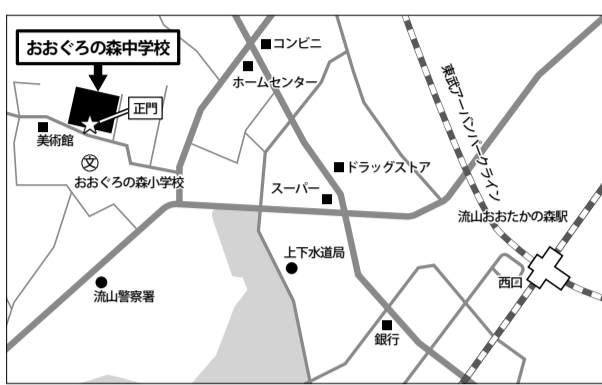 おおぐろの森中学校
コンビニ
ホームセンター
正門
美術館
文
おおぐろの森小学校
ドラッグストア
スーパー
東武アーバンパークライン
流山おおたかの森駅
上下水道局
西口
流山警察署
銀行